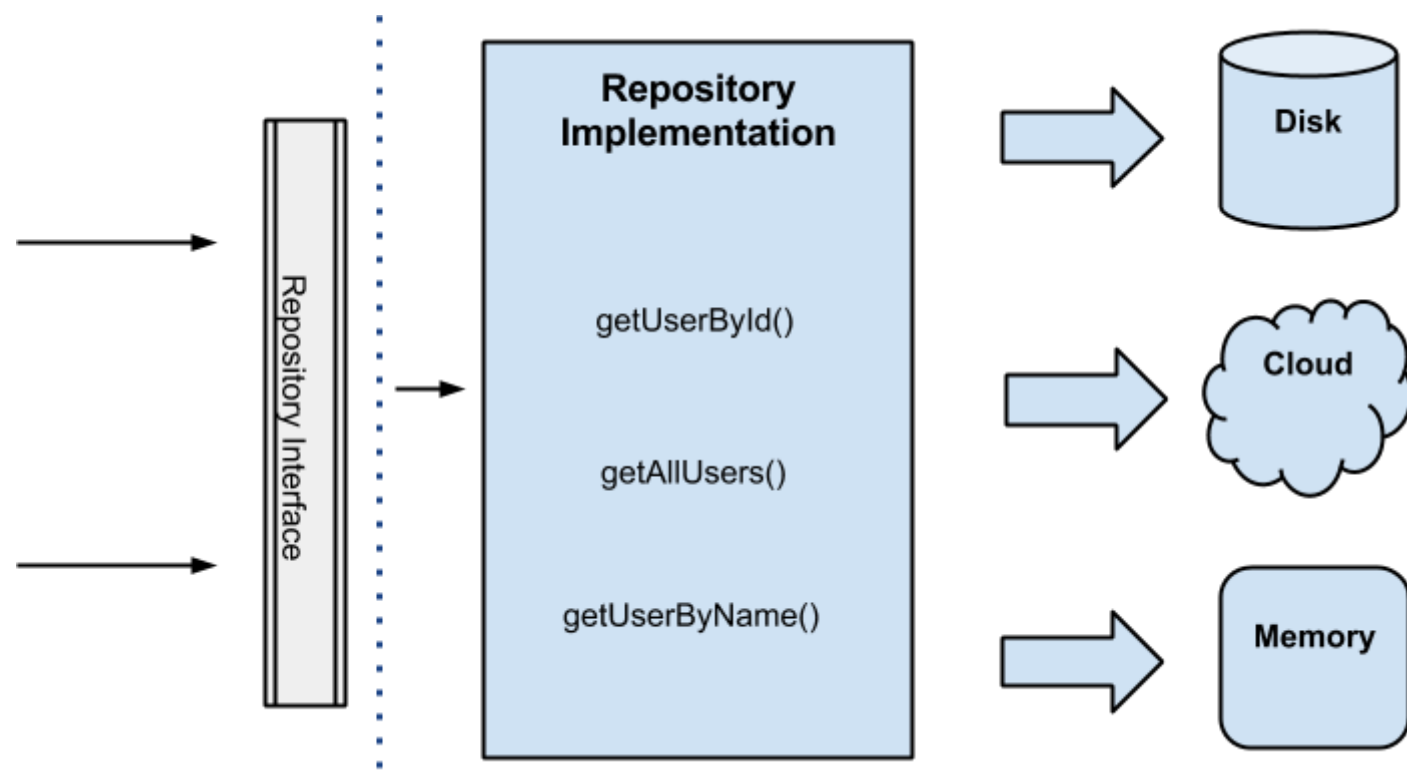 Repository Interface
Repository
Implementation
getUserById()
getAllUsers()
getUserByName()
Disk
Cloud
Memory